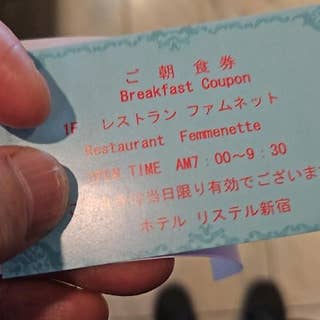 ご 朝 食 券
Breakfast Coupon
1F レストラン ファムネット
Restaurant Femmenette
TIME AM7:00～9:30
当日限り有効でございます
ホテル リステル新宿